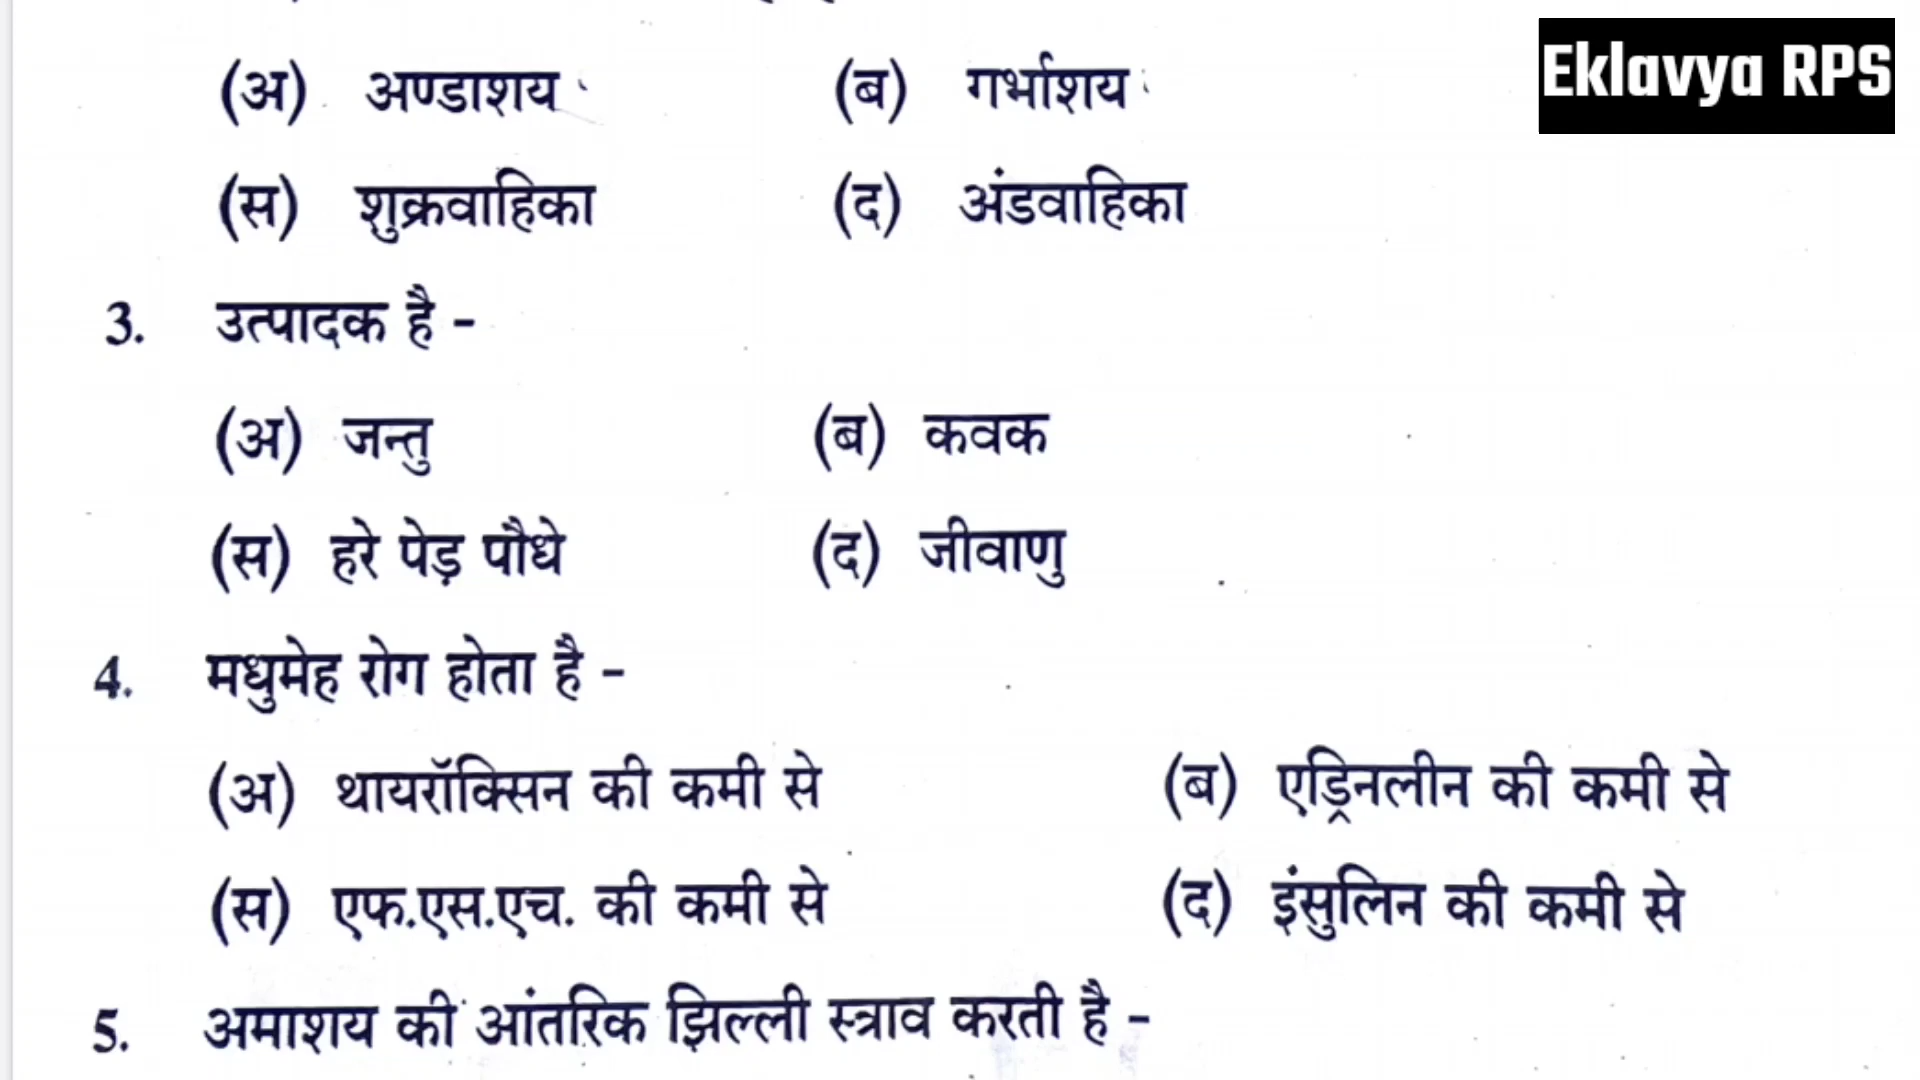 Eklavya RPS
(अ) अण्डाशय (ब) गर्भाशय
(स) शुक्रवाहिका (द) अंडवाहिका
3. उत्पादक है -
(अ) जन्तु (ब) कवक
(स) हरे पेड़ पौधे (द) जीवाणु
4. मधुमेह रोग होता है -
(अ) थायरॉक्सिन की कमी से (ब) एड्रिनलीन की कमी से
(स) एफ.एस.एच. की कमी से (द) इंसुलिन की कमी से
5. अमाशय की आंतरिक झिल्ली स्त्राव करती है -